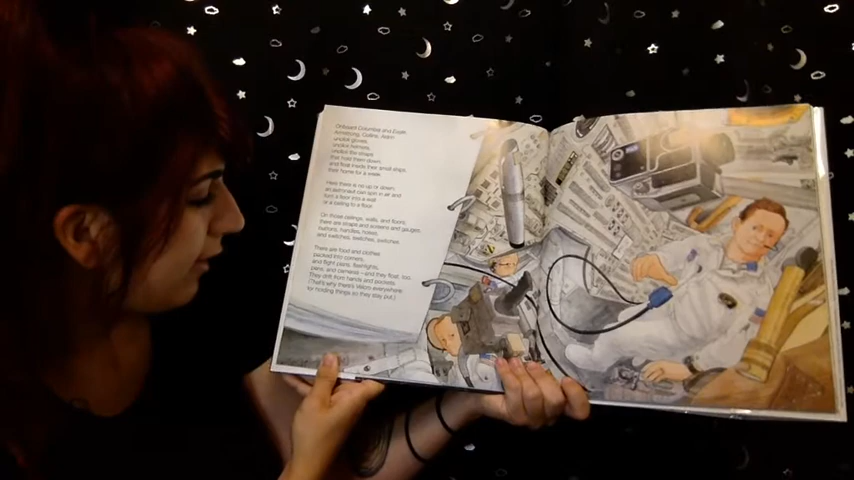 Onboard Columbia and Eagle
Armstrong, Collins, Aldrin
unclick gloves,
unclick helmets,
unclick the straps
that hold them down,
and float inside their small ships,
their home for a week.
Here there is no up or down:
an astronaut can spin in air and
turn a floor into a wall
or a ceiling to a floor.
On those ceilings, walls, and floors,
there are straps and screens and gauges,
buttons, handles, hoses,
and switches, switches, switches.
There are food and clothes
packed into corners,
and flight plans, flashlights,
pens, and cameras – and they float, too.
They drift from hands and pockets.
(That's why there's Velcro everywhere
for holding things so they stay put.)